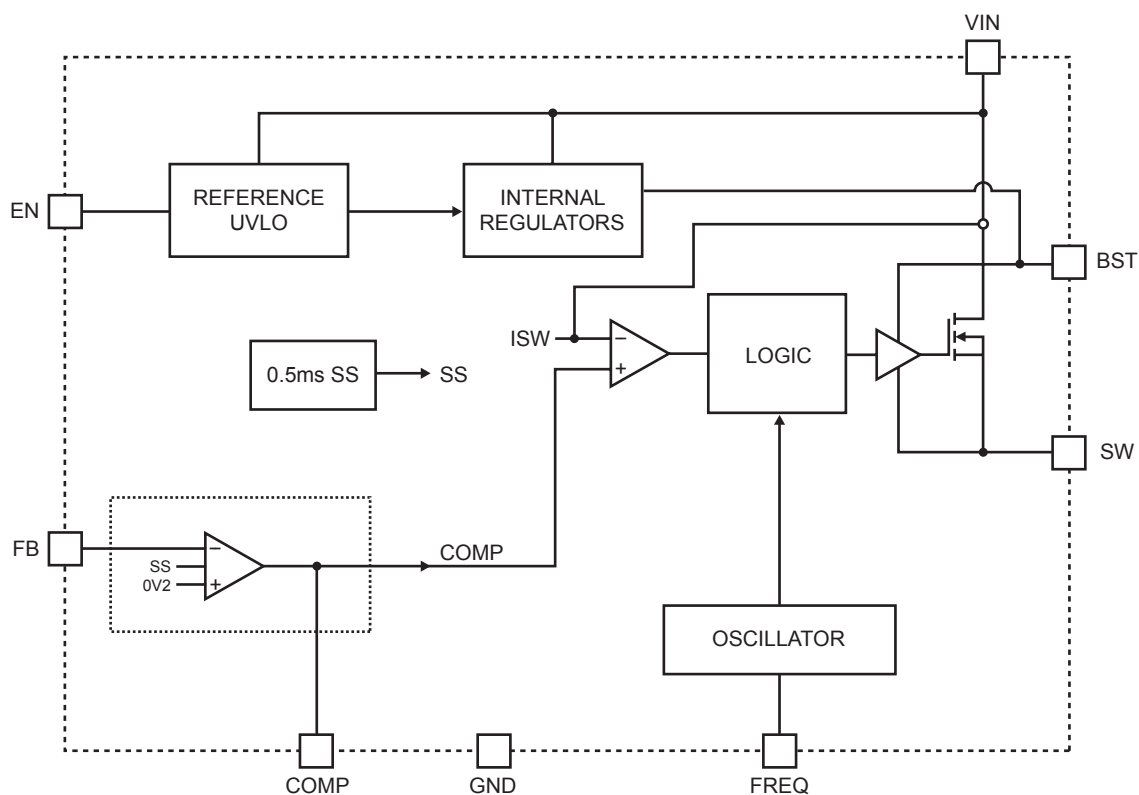 VIN
EN
REFERENCE
UVLO
INTERNAL
REGULATORS
BST
ISW
−
+
LOGIC
0.5ms SS
SS
SW
FB
−
SS
0V2
+
COMP
OSCILLATOR
COMP
GND
FREQ